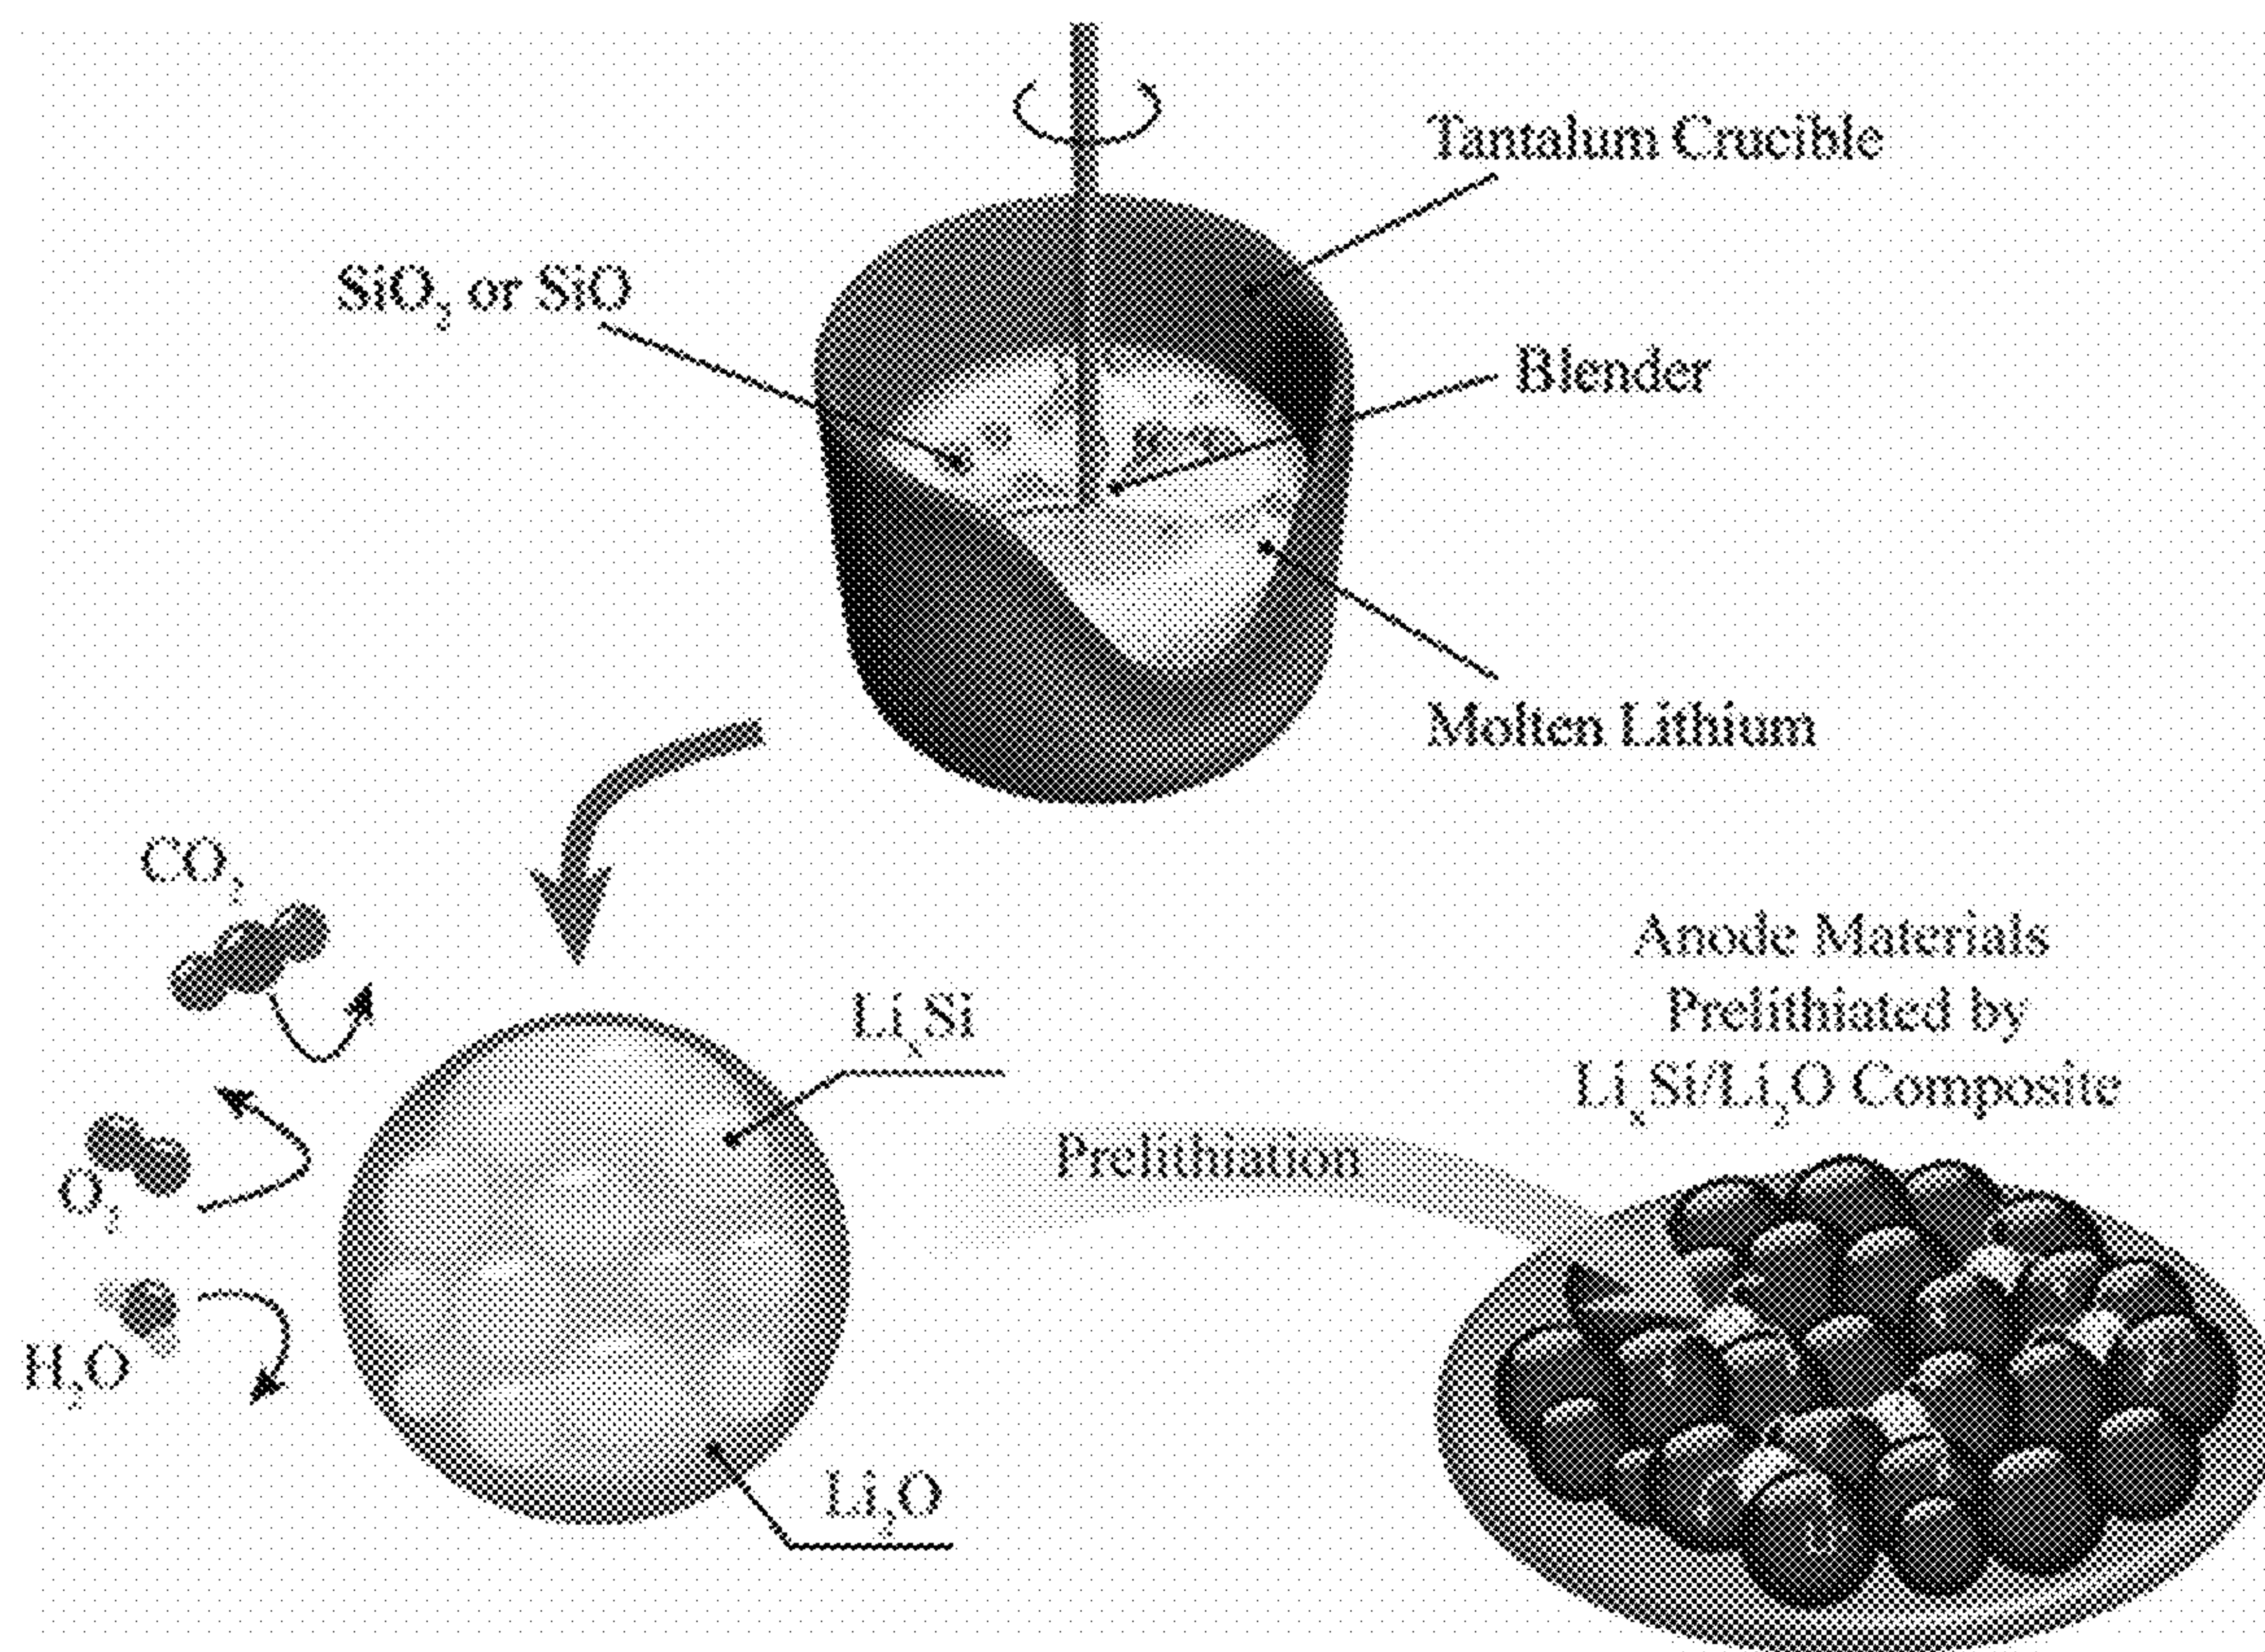 Tantalum Crucible
SiO₂ or SiO
Blender
Molten Lithium
CO₂
LiₓSi
Anode Materials
Prelithiated by
LiₓSi/Li₂O Composite
Prelithiation
O₂
H₂O
Li₂O